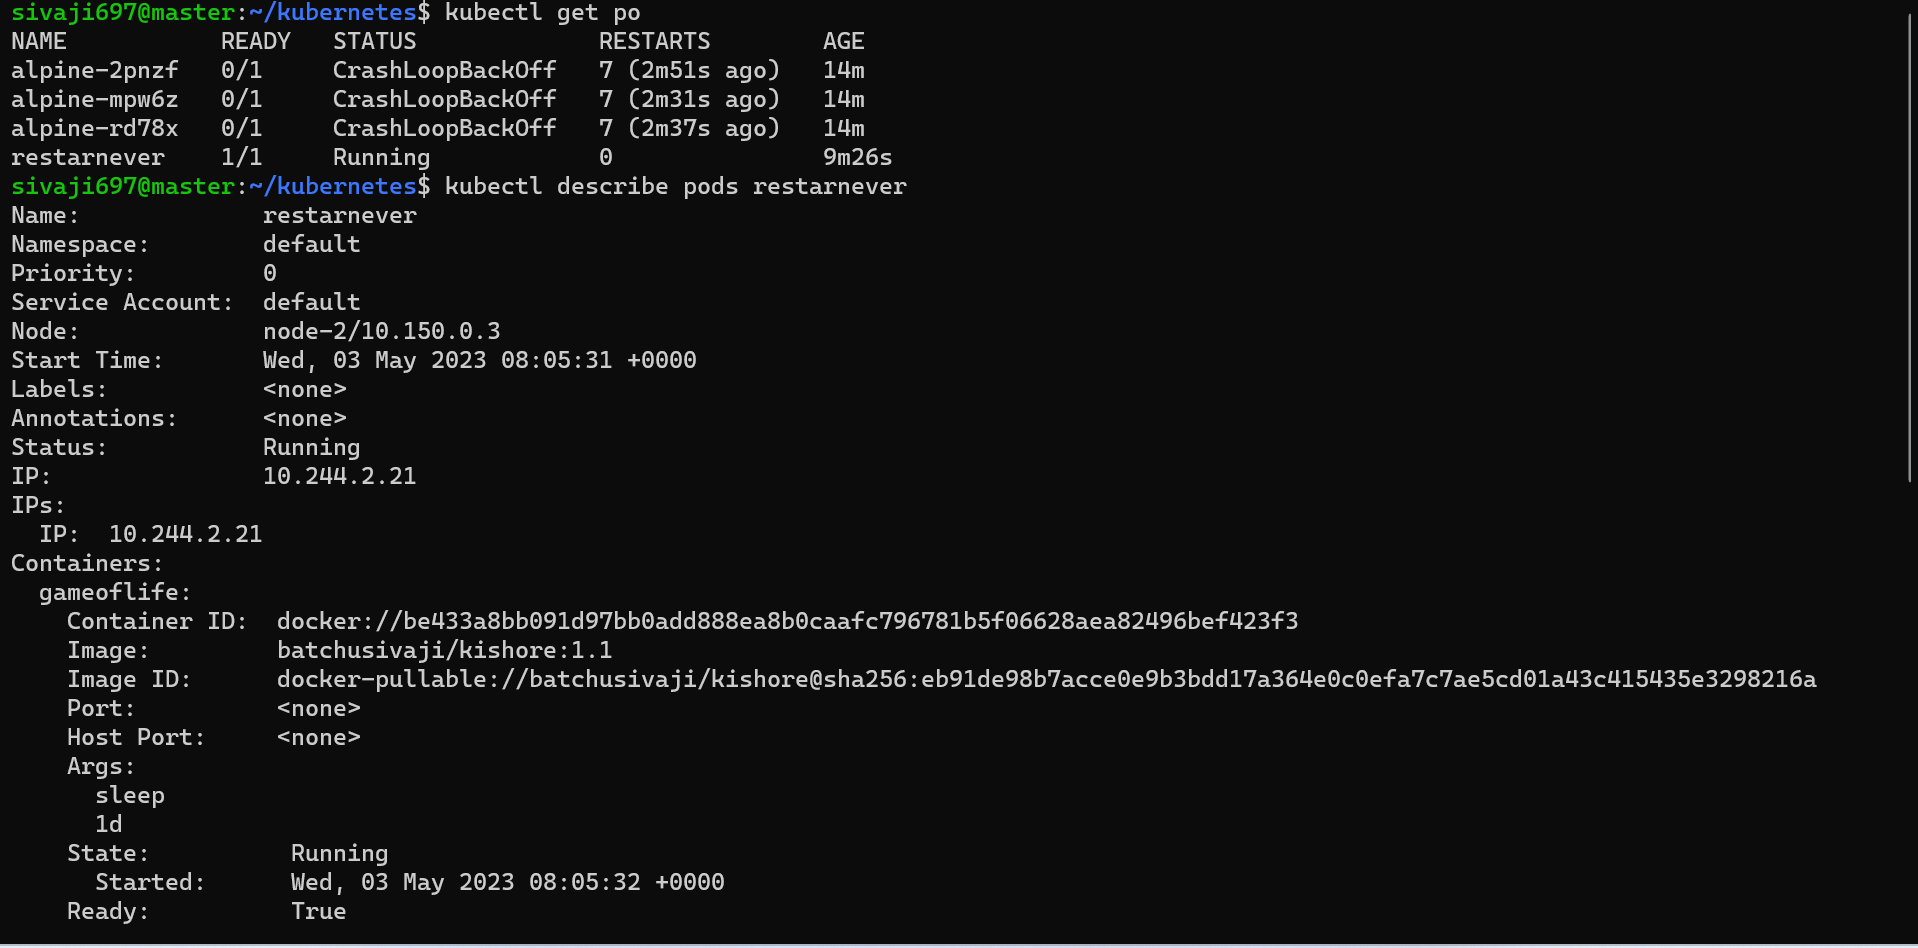 sivaji697@master:~/kubernetes$ kubectl get po
NAME           READY   STATUS             RESTARTS        AGE
alpine-2pnzf   0/1     CrashLoopBackOff   7 (2m51s ago)   14m
alpine-mpw6z   0/1     CrashLoopBackOff   7 (2m31s ago)   14m
alpine-rd78x   0/1     CrashLoopBackOff   7 (2m37s ago)   14m
restarnever    1/1     Running            0               9m26s
sivaji697@master:~/kubernetes$ kubectl describe pods restarnever
Name:             restarnever
Namespace:        default
Priority:         0
Service Account:  default
Node:             node-2/10.150.0.3
Start Time:       Wed, 03 May 2023 08:05:31 +0000
Labels:           <none>
Annotations:      <none>
Status:           Running
IP:               10.244.2.21
IPs:
  IP:  10.244.2.21
Containers:
  gameoflife:
    Container ID:  docker://be433a8bb091d97bb0add888ea8b0caafc796781b5f06628aea82496bef423f3
    Image:         batchusivaji/kishore:1.1
    Image ID:      docker-pullable://batchusivaji/kishore@sha256:eb91de98b7acce0e9b3bdd17a364e0c0efa7c7ae5cd01a43c415435e3298216a
    Port:          <none>
    Host Port:     <none>
    Args:
      sleep
      1d
    State:          Running
      Started:      Wed, 03 May 2023 08:05:32 +0000
    Ready:          True